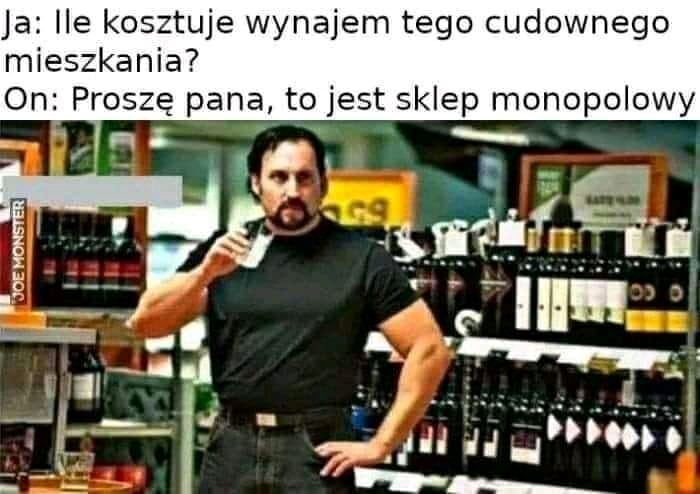 Ja: Ile kosztuje wynajem tego cudownego
mieszkania?
On: Proszę pana, to jest sklep monopolowy
JOE MONSTER